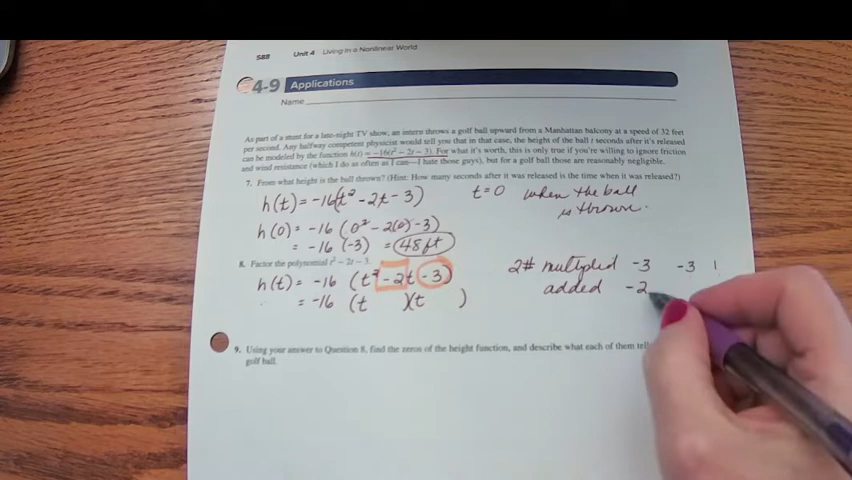 588 Unit 4 Living in a Nonlinear World
4-9 Applications
Name
As part of a stunt for a late-night TV show, an intern throws a golf ball upward from a Manhattan balcony at a speed of 32 feet
per second. Any halfway competent physicist would tell you that in that case, the height of the ball t seconds after it's released
can be modeled by the function h(t) = −16(t² − 2t − 3). For what it's worth, this is only true if you're willing to ignore friction
and wind resistance (which I do as often as I can—I hate those guys), but for a golf ball those are reasonably negligible.
7. From what height is the ball thrown? (Hint: How many seconds after it was released is the time when it was released?)
h(t) = -16(t² - 2t - 3) t = 0 when the ball
is thrown.
h(0) = -16 (0² - 2(0) - 3)
= -16 (-3) = 48ft
8. Factor the polynomial t² − 2t − 3.
h(t) = -16 (t² - 2t - 3) 2# multiplied -3 -3 1
= -16 (t )(t ) added -2
9. Using your answer to Question 8, find the zeros of the height function, and describe what each of them tell
golf ball.